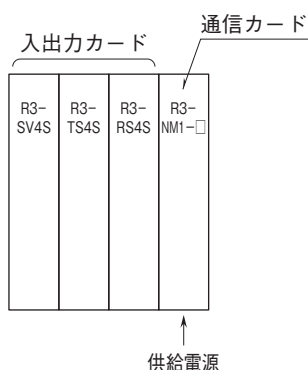 通信カード
入出力カード
R3-
SV4S
R3-
TS4S
R3-
RS4S
R3-
NM1-□
供給電源